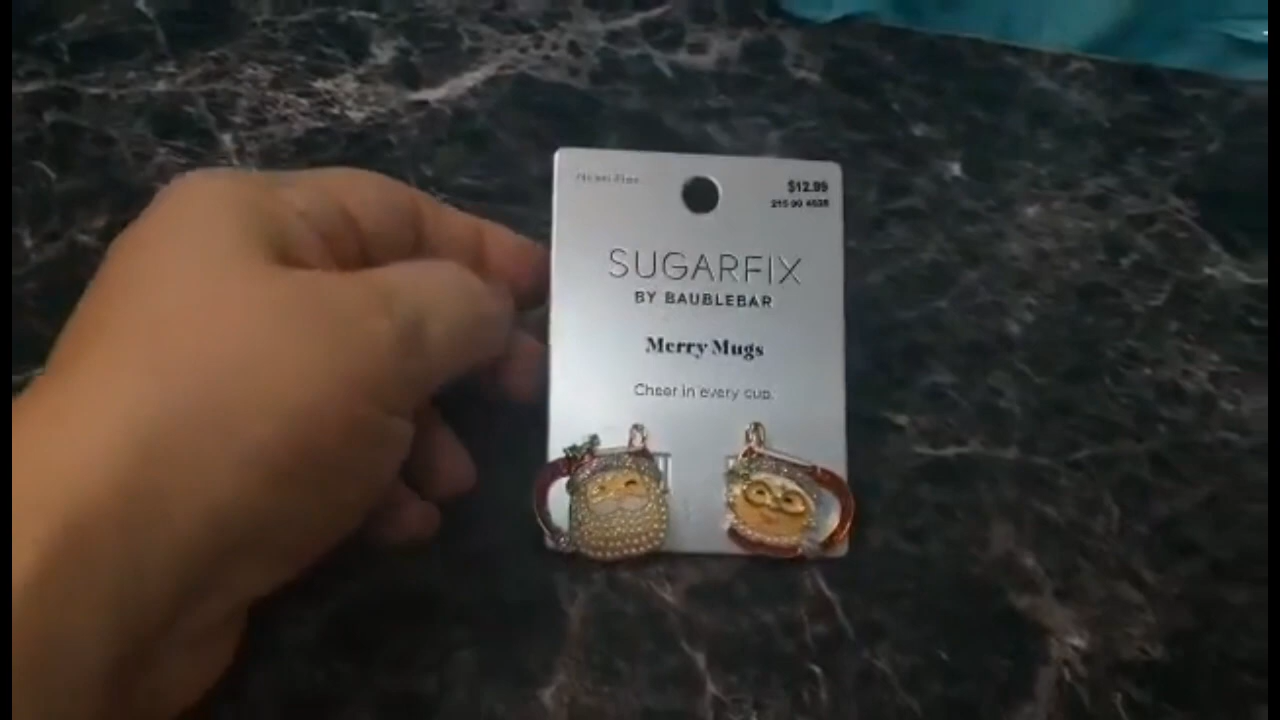 $12.99
SUGARFIX
BY BAUBLEBAR
Merry Mugs
Cheer in every cup.